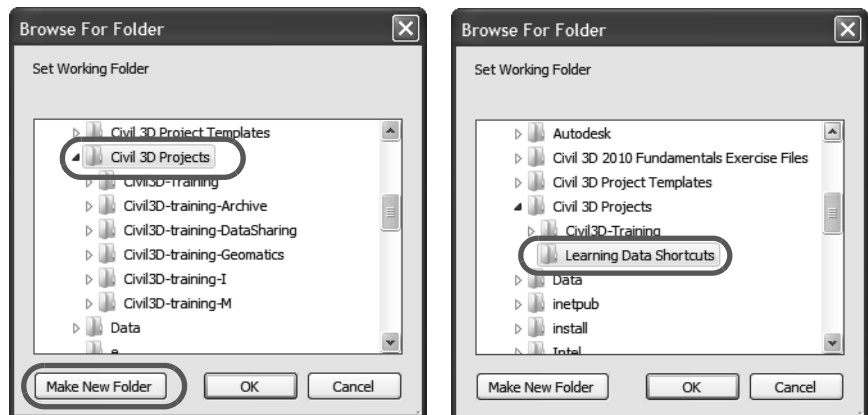 Browse For Folder
Set Working Folder
Civil 3D Project Templates
Civil 3D Projects
Civil3D-Training
Civil3D-training-Archive
Civil3D-training-DataSharing
Civil3D-training-Geomatics
Civil3D-training-I
Civil3D-training-M
Data
e
Make New Folder
OK
Cancel
Browse For Folder
Set Working Folder
Autodesk
Civil 3D 2010 Fundamentals Exercise Files
Civil 3D Project Templates
Civil 3D Projects
Civil3D-Training
Learning Data Shortcuts
Data
inetpub
install
Intel
Make New Folder
OK
Cancel